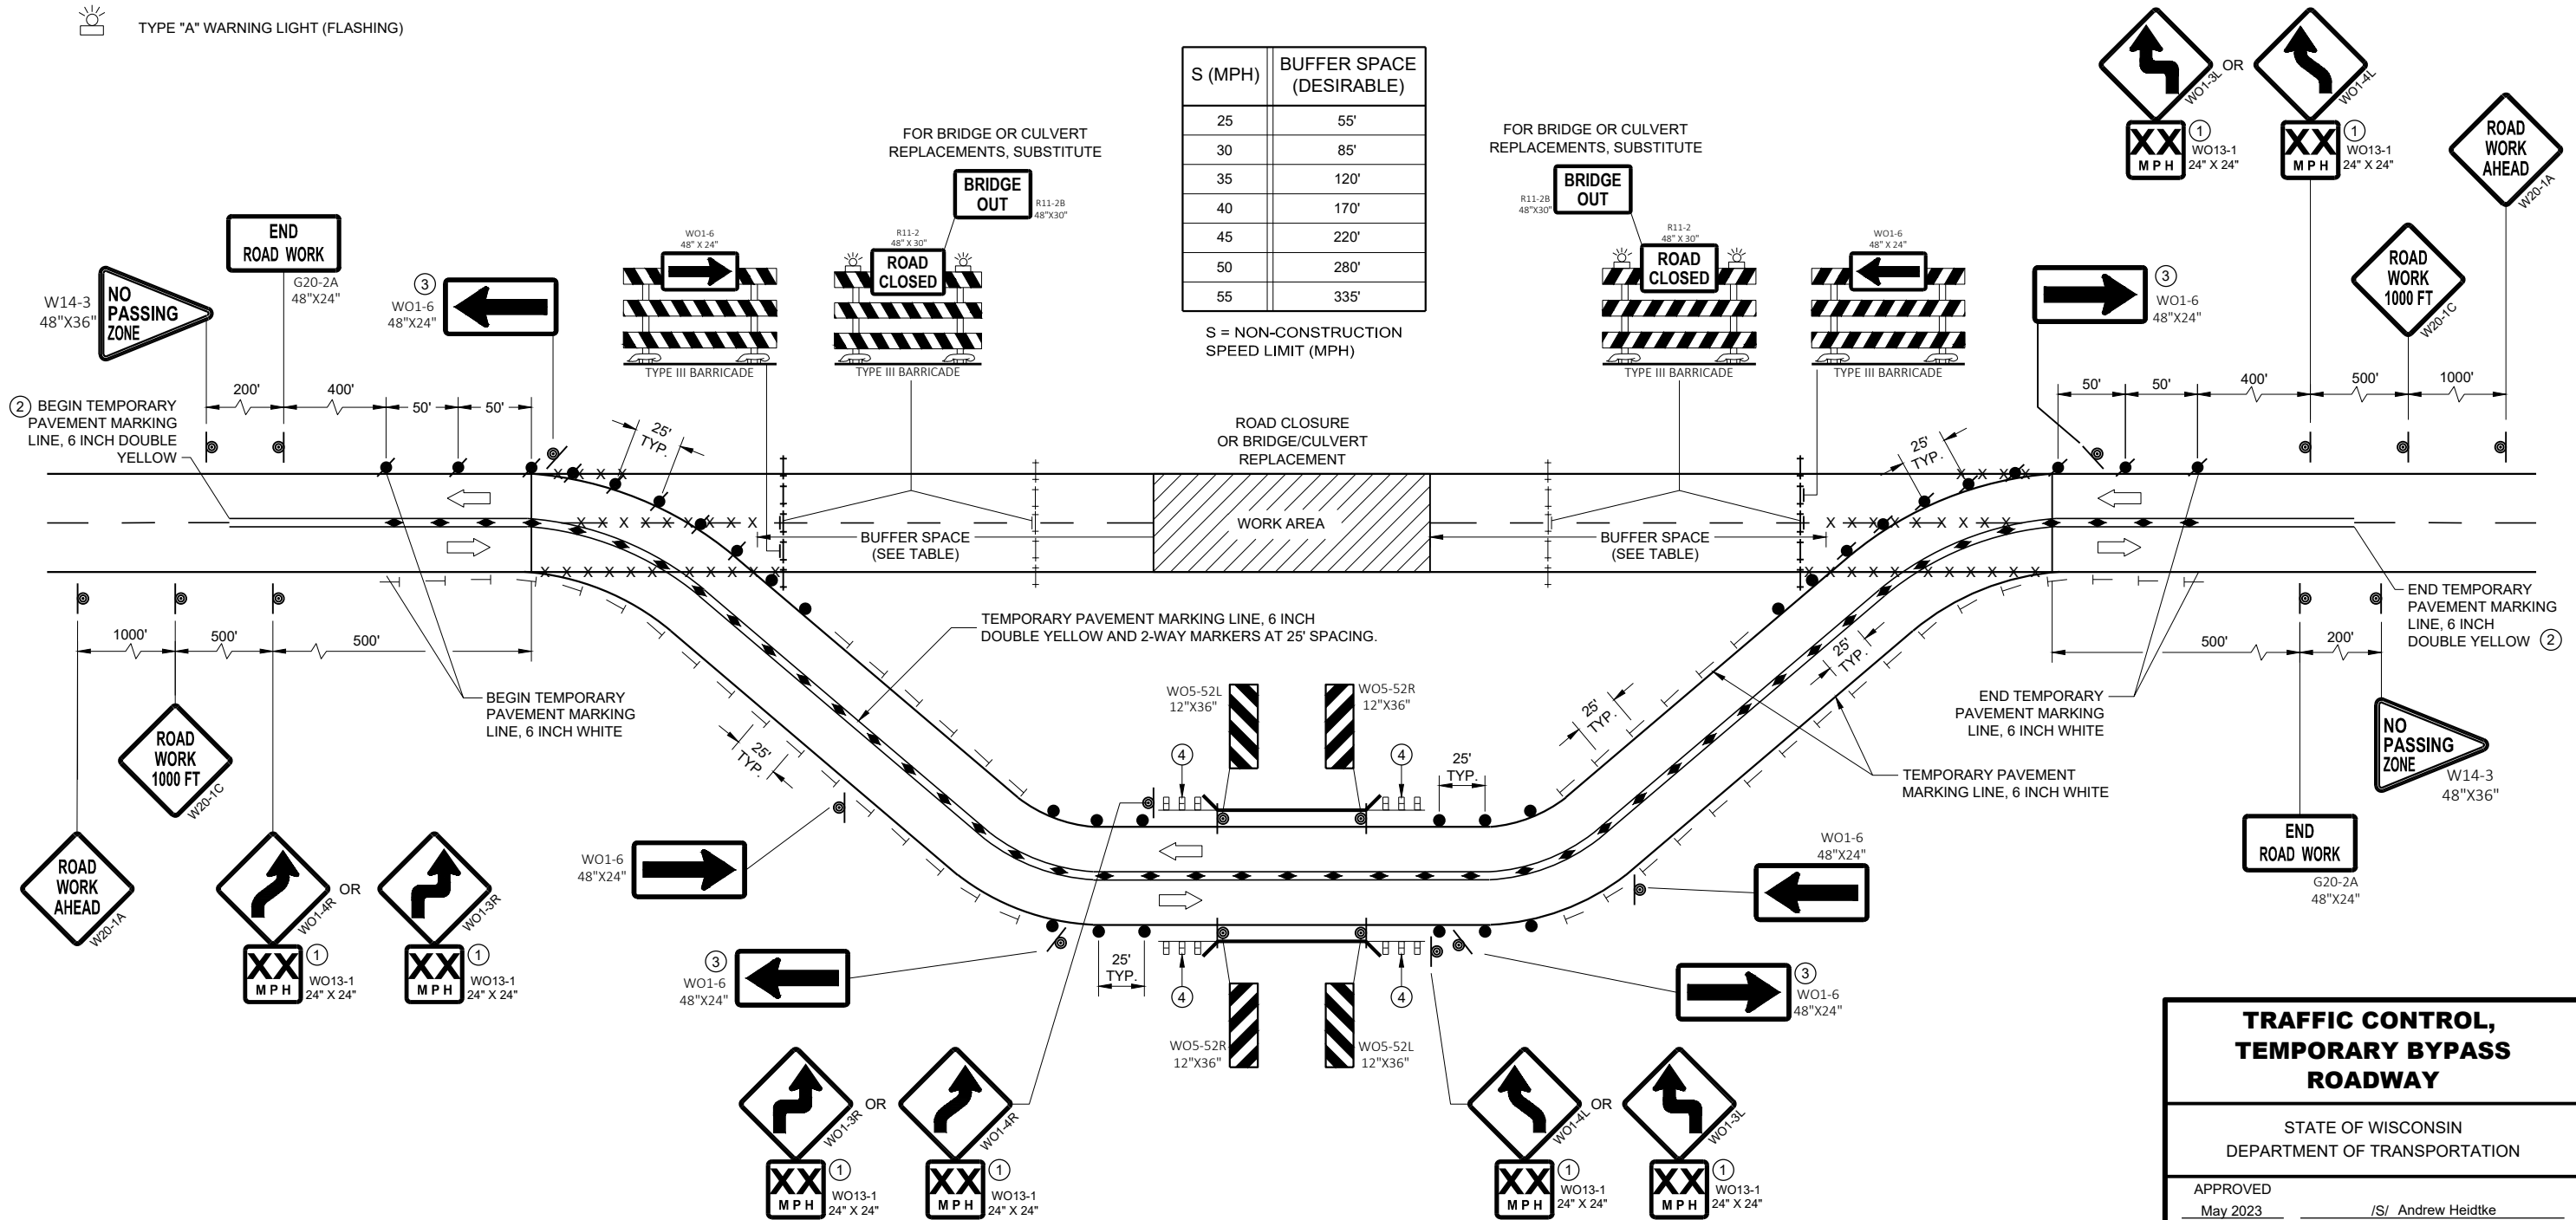 TYPE "A" WARNING LIGHT (FLASHING)
S (MPH)
BUFFER SPACE
(DESIRABLE)
25
55'
30
85'
35
120'
40
170'
45
220'
50
280'
55
335'
S = NON-CONSTRUCTION
SPEED LIMIT (MPH)
FOR BRIDGE OR CULVERT
REPLACEMENTS, SUBSTITUTE
BRIDGE
OUT
R11-2B
48"X30"
FOR BRIDGE OR CULVERT
REPLACEMENTS, SUBSTITUTE
BRIDGE
OUT
R11-2B
48"X30"
WO1-3L
OR
WO1-4L
XX
MPH
1
WO13-1
24" X 24"
XX
MPH
1
WO13-1
24" X 24"
ROAD
WORK
AHEAD
W20-1A
ROAD
WORK
1000 FT
W20-1C
W14-3
48"X36"
NO
PASSING
ZONE
END
ROAD WORK
G20-2A
48"X24"
3
WO1-6
48"X24"
WO1-6
48" X 24"
TYPE III BARRICADE
R11-2
48" X 30"
ROAD
CLOSED
TYPE III BARRICADE
R11-2
48" X 30"
ROAD
CLOSED
TYPE III BARRICADE
WO1-6
48" X 24"
TYPE III BARRICADE
3
WO1-6
48"X24"
200'
400'
50'
50'
50'
50'
400'
500'
1000'
2 BEGIN TEMPORARY
PAVEMENT MARKING
LINE, 6 INCH DOUBLE
YELLOW
25'
TYP.
ROAD CLOSURE
OR BRIDGE/CULVERT
REPLACEMENT
25'
TYP.
WORK AREA
BUFFER SPACE
(SEE TABLE)
BUFFER SPACE
(SEE TABLE)
1000'
500'
500'
TEMPORARY PAVEMENT MARKING LINE, 6 INCH
DOUBLE YELLOW AND 2-WAY MARKERS AT 25' SPACING.
25'
TYP.
500'
200'
END TEMPORARY
PAVEMENT MARKING
LINE, 6 INCH
DOUBLE YELLOW 2
BEGIN TEMPORARY
PAVEMENT MARKING
LINE, 6 INCH WHITE
25'
TYP.
WO5-52L
12"X36"
WO5-52R
12"X36"
4
4
25'
TYP.
25'
TYP.
END TEMPORARY
PAVEMENT MARKING
LINE, 6 INCH WHITE
TEMPORARY PAVEMENT
MARKING LINE, 6 INCH WHITE
NO
PASSING
ZONE
W14-3
48"X36"
END
ROAD WORK
G20-2A
48"X24"
ROAD
WORK
1000 FT
W20-1C
ROAD
WORK
AHEAD
W20-1A
WO1-4R
OR
WO1-3R
XX
MPH
1
WO13-1
24" X 24"
XX
MPH
1
WO13-1
24" X 24"
WO1-6
48"X24"
WO1-6
48"X24"
3
WO1-6
48"X24"
25'
TYP.
4
4
3
WO1-6
48"X24"
WO5-52R
12"X36"
WO5-52L
12"X36"
WO1-3R
OR
WO1-4R
XX
MPH
1
WO13-1
24" X 24"
XX
MPH
1
WO13-1
24" X 24"
WO1-4L
OR
WO1-3L
XX
MPH
1
WO13-1
24" X 24"
XX
MPH
1
WO13-1
24" X 24"
TRAFFIC CONTROL,
TEMPORARY BYPASS
ROADWAY
STATE OF WISCONSIN
DEPARTMENT OF TRANSPORTATION
APPROVED
May 2023
/S/ Andrew Heidtke